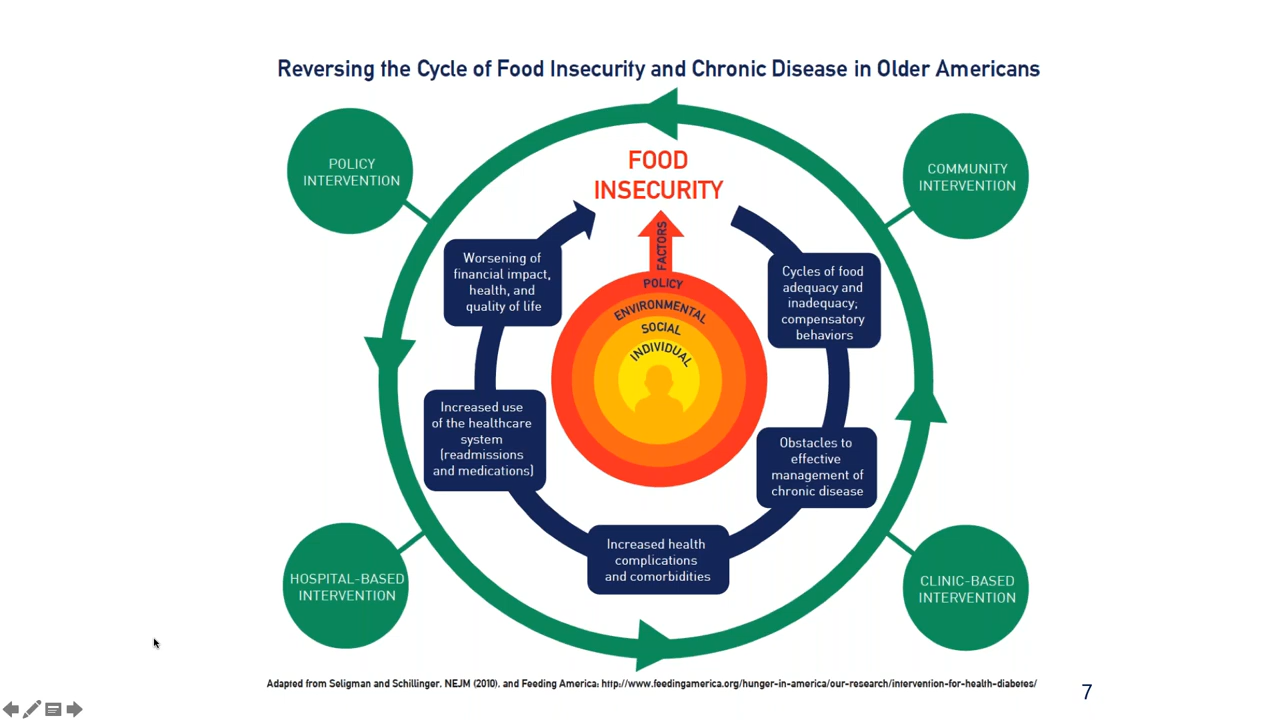 Reversing the Cycle of Food Insecurity and Chronic Disease in Older Americans
POLICY
INTERVENTION
COMMUNITY
INTERVENTION
FOOD
INSECURITY
FACTORS
POLICY
ENVIRONMENTAL
SOCIAL
INDIVIDUAL
Cycles of food
adequacy and
inadequacy;
compensatory
behaviors
Obstacles to
effective
management of
chronic disease
Increased health
complications
and comorbidities
Increased use
of the healthcare
system
(readmissions
and medications)
Worsening of
financial impact,
health, and
quality of life
HOSPITAL-BASED
INTERVENTION
CLINIC-BASED
INTERVENTION
Adapted from Seligman and Schillinger. NEJM (2010). and Feeding America: http://www.feedingamerica.org/hunger-in-america/our-research/intervention-for-health-diabetes/
7